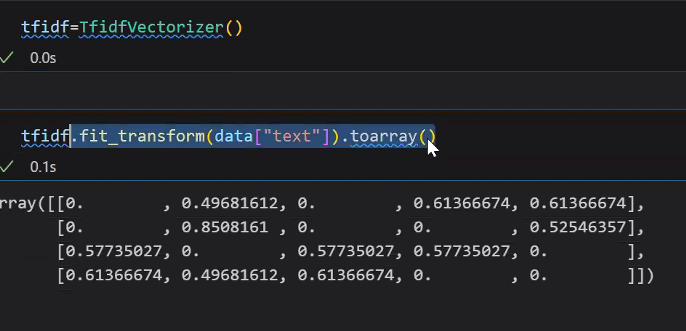 tfidf=TfidfVectorizer()
0.0s
tfidf.fit_transform(data["text"]).toarray()
0.1s
rray([[0.        , 0.49681612, 0.        , 0.61366674, 0.61366674],
[0.        , 0.8508161 , 0.        , 0.        , 0.52546357],
[0.57735027, 0.        , 0.57735027, 0.57735027, 0.        ],
[0.61366674, 0.49681612, 0.61366674, 0.        , 0.        ]])